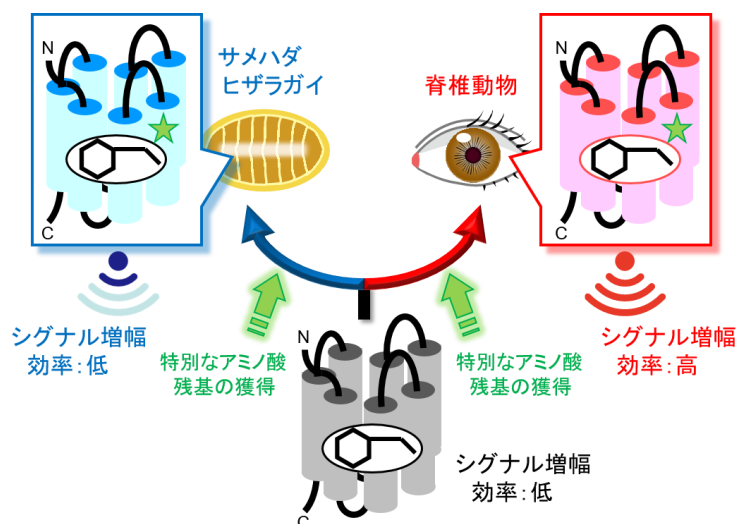 N
C
サメハダ
ヒザラガイ
脊椎動物
N
C
シグナル増幅
効率：低
特別なアミノ酸
残基の獲得
特別なアミノ酸
残基の獲得
シグナル増幅
効率：高
N
C
シグナル増幅
効率：低